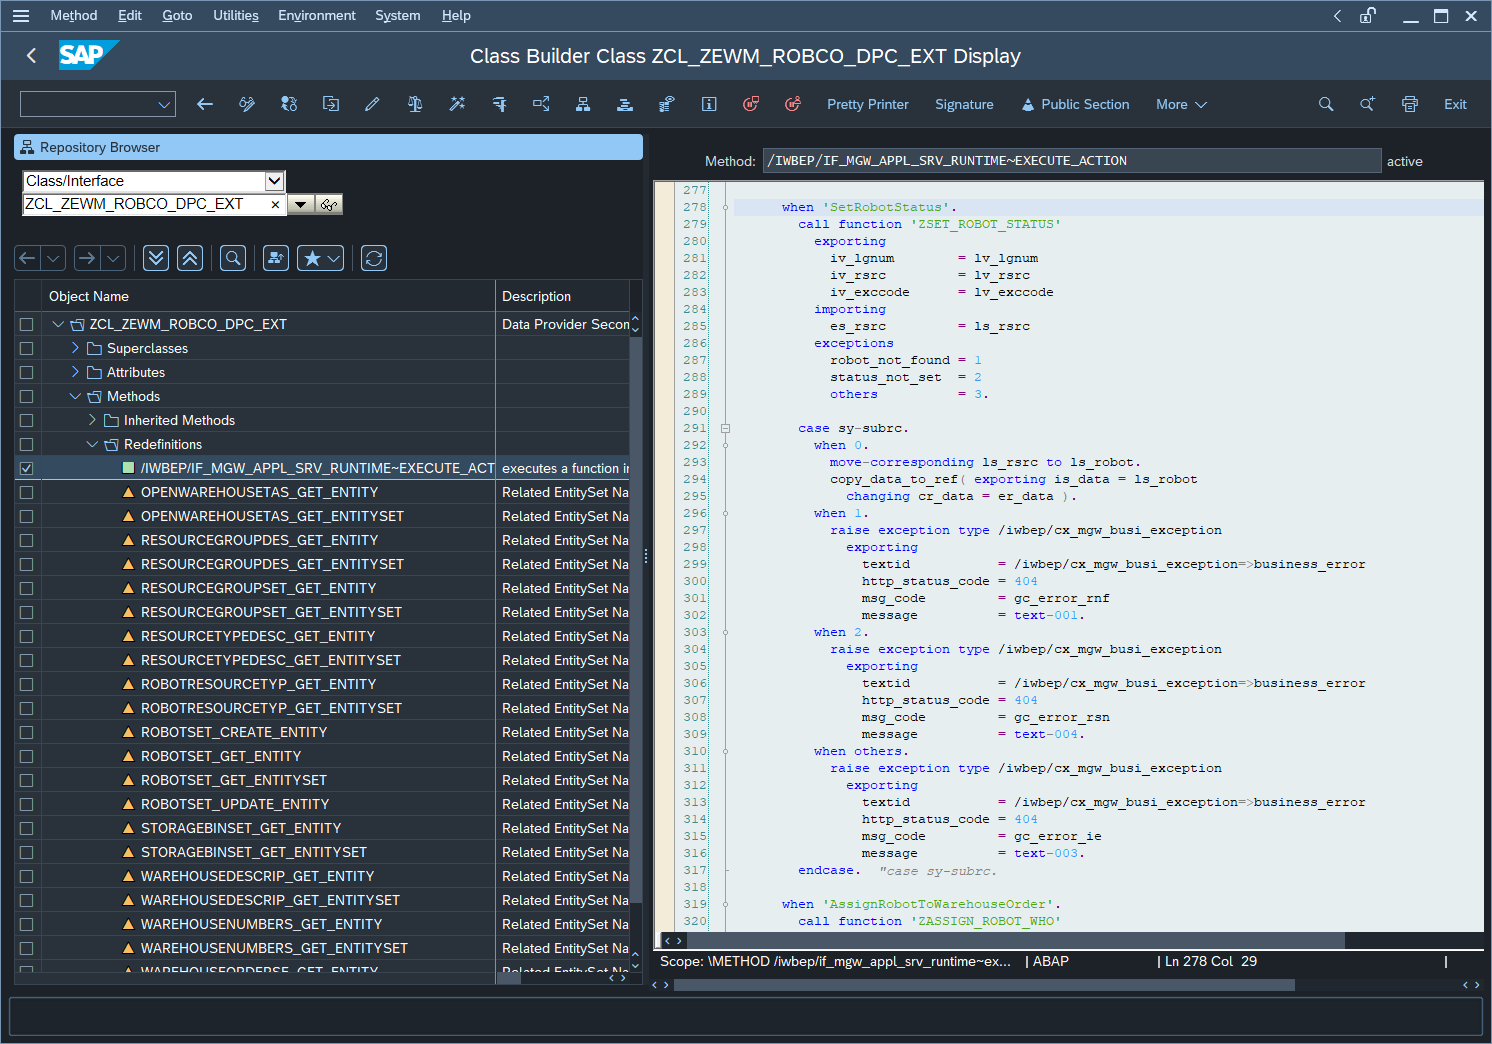 Method Edit Goto Utilities Environment System Help
SAP
Class Builder Class ZCL_ZEWM_ROBCO_DPC_EXT Display
Pretty Printer Signature Public Section More Exit
Repository Browser
Class/Interface
ZCL_ZEWM_ROBCO_DPC_EXT
Object Name Description
ZCL_ZEWM_ROBCO_DPC_EXT Data Provider Secon
Superclasses
Attributes
Methods
Inherited Methods
Redefinitions
/IWBEP/IF_MGW_APPL_SRV_RUNTIME~EXECUTE_ACT executes a function in
OPENWAREHOUSETAS_GET_ENTITY Related EntitySet Na
OPENWAREHOUSETAS_GET_ENTITYSET Related EntitySet Na
RESOURCEGROUPDES_GET_ENTITY Related EntitySet Na
RESOURCEGROUPDES_GET_ENTITYSET Related EntitySet Na
RESOURCEGROUPSET_GET_ENTITY Related EntitySet Na
RESOURCEGROUPSET_GET_ENTITYSET Related EntitySet Na
RESOURCETYPEDESC_GET_ENTITY Related EntitySet Na
RESOURCETYPEDESC_GET_ENTITYSET Related EntitySet Na
ROBOTRESOURCETYP_GET_ENTITY Related EntitySet Na
ROBOTRESOURCETYP_GET_ENTITYSET Related EntitySet Na
ROBOTSET_CREATE_ENTITY Related EntitySet Na
ROBOTSET_GET_ENTITY Related EntitySet Na
ROBOTSET_GET_ENTITYSET Related EntitySet Na
ROBOTSET_UPDATE_ENTITY Related EntitySet Na
STORAGEBINSET_GET_ENTITY Related EntitySet Na
STORAGEBINSET_GET_ENTITYSET Related EntitySet Na
WAREHOUSEDESCRIP_GET_ENTITY Related EntitySet Na
WAREHOUSEDESCRIP_GET_ENTITYSET Related EntitySet Na
WAREHOUSENUMBERS_GET_ENTITY Related EntitySet Na
WAREHOUSENUMBERS_GET_ENTITYSET Related EntitySet Na
Method: /IWBEP/IF_MGW_APPL_SRV_RUNTIME~EXECUTE_ACTION active
277
278 when 'SetRobotStatus'.
279 call function 'ZSET_ROBOT_STATUS'
280 exporting
281 iv_lgnum = lv_lgnum
282 iv_rsrc = lv_rsrc
283 iv_exccode = lv_exccode
284 importing
285 es_rsrc = ls_rsrc
286 exceptions
287 robot_not_found = 1
288 status_not_set = 2
289 others = 3.
290
291 case sy-subrc.
292 when 0.
293 move-corresponding ls_rsrc to ls_robot.
294 copy_data_to_ref( exporting is_data = ls_robot
295 changing cr_data = er_data ).
296 when 1.
297 raise exception type /iwbep/cx_mgw_busi_exception
298 exporting
299 textid = /iwbep/cx_mgw_busi_exception=>business_error
300 http_status_code = 404
301 msg_code = gc_error_rnf
302 message = text-001.
303 when 2.
304 raise exception type /iwbep/cx_mgw_busi_exception
305 exporting
306 textid = /iwbep/cx_mgw_busi_exception=>business_error
307 http_status_code = 404
308 msg_code = gc_error_rsn
309 message = text-004.
310 when others.
311 raise exception type /iwbep/cx_mgw_busi_exception
312 exporting
313 textid = /iwbep/cx_mgw_busi_exception=>business_error
314 http_status_code = 404
315 msg_code = gc_error_ie
316 message = text-003.
317 endcase. "case sy-subrc.
318
319 when 'AssignRobotToWarehouseOrder'.
320 call function 'ZASSIGN_ROBOT_WHO'
Scope: \METHOD /iwbep/if_mgw_appl_srv_runtime~ex... | ABAP | Ln 278 Col 29 |